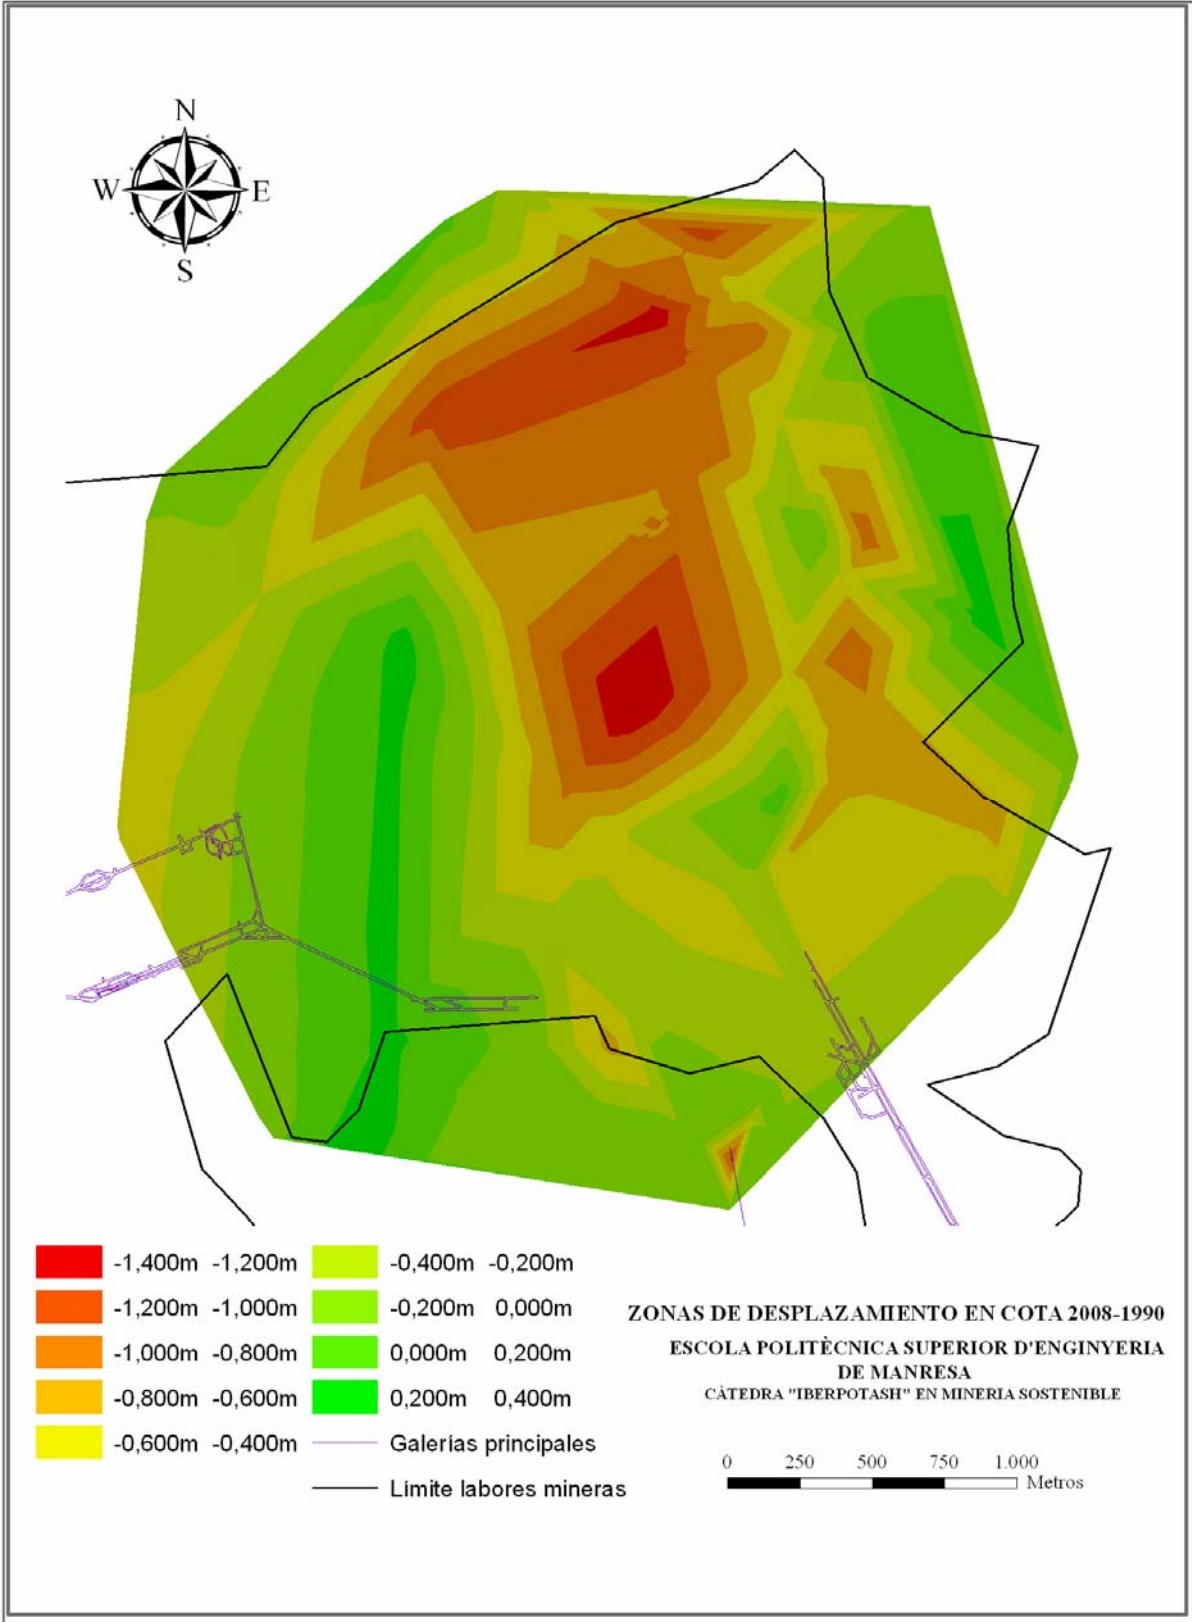 N
W E
S
-1,400m -1,200m
-1,200m -1,000m
-1,000m -0,800m
-0,800m -0,600m
-0,600m -0,400m
-0,400m -0,200m
-0,200m 0,000m
0,000m 0,200m
0,200m 0,400m
Galerías principales
Límite labores mineras
ZONAS DE DESPLAZAMIENTO EN COTA 2008-1990
ESCOLA POLITÈCNICA SUPERIOR D'ENGINYERIA
DE MANRESA
CÀTEDRA "IBERPOTASH" EN MINERIA SOSTENIBLE
0 250 500 750 1.000
Metros